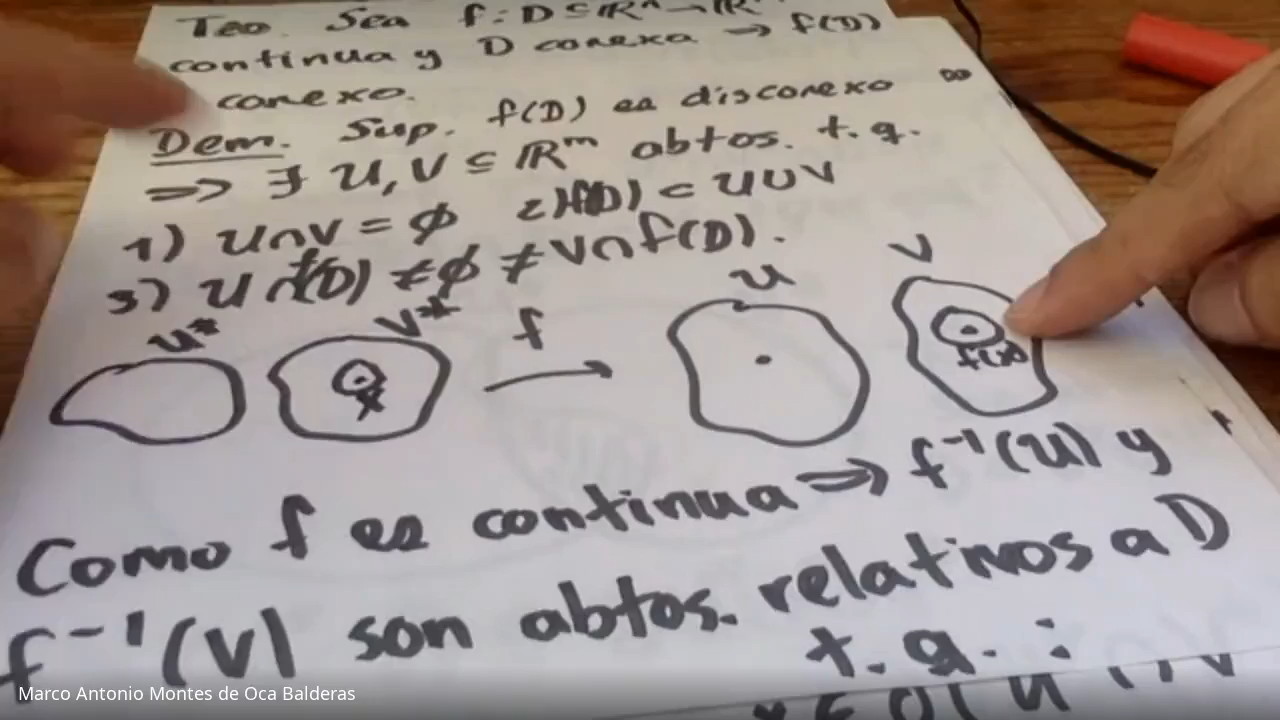 Teo. Sea f: D ⊆ ℝⁿ → ℝᵐ
continua y D conexa ⇒ f(D)
conexo.
Dem. Sup. f(D) es disconexo
⇒ ∃ U, V ⊆ ℝᵐ abtos. t. q.
1) U∩V = ∅ 2) f(D) ⊂ U∪V
3) U∩f(D) ≠ ∅ ≠ V∩f(D).
U* V* f U V
x f(x)
Como f es continua ⇒ f⁻¹(U) y
f⁻¹(V) son abtos. relativos a D
t. q. :
Marco Antonio Montes de Oca Balderas